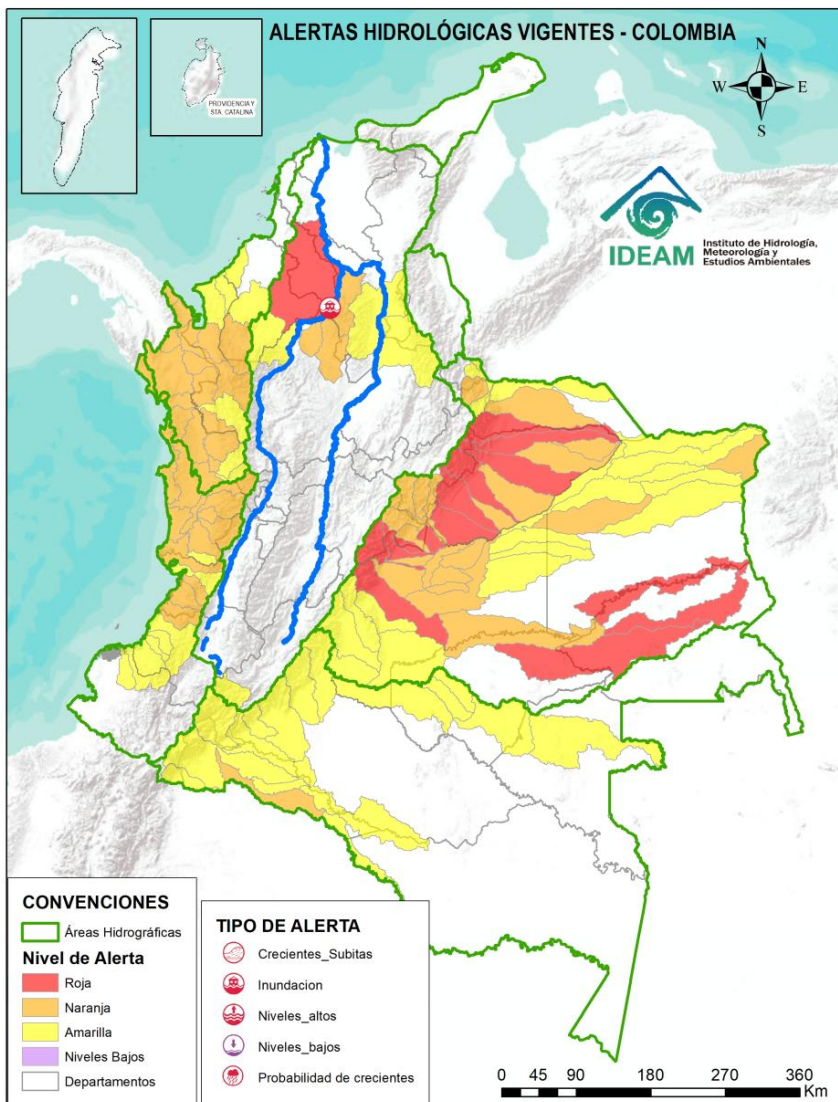 ALERTAS HIDROLÓGICAS VIGENTES - COLOMBIA
PROVIDENCIA Y
STA. CATALINA
N
W
E
S
IDEAM
Instituto de Hidrología,
Meteorología y
Estudios Ambientales
CONVENCIONES
Áreas Hidrográficas
Nivel de Alerta
Roja
Naranja
Amarilla
Niveles Bajos
Departamentos
TIPO DE ALERTA
Crecientes_Subitas
Inundacion
Niveles_altos
Niveles_bajos
Probabilidad de crecientes
0 45 90 180 270 360
Km